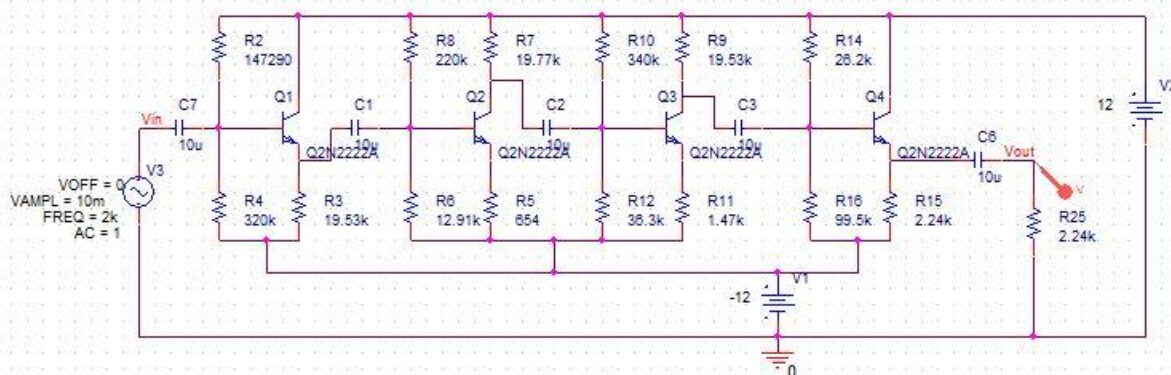 R2
147290
R8
220k
R7
19.77k
R10
340k
R9
19.53k
R14
26.2k
V2
12
Vin
C7
10u
Q1
C1
10u
Q2N2222A
Q2
C2
10u
Q2N2222A
Q3
C3
10u
Q2N2222A
Q4
Q2N2222A
C6
10u
Vout
V
V3
VOFF = 0
VAMPL = 10m
FREQ = 2k
AC = 1
R4
320k
R3
19.53k
R6
12.91k
R5
654
R12
36.3k
R11
1.47k
R16
99.5k
R15
2.24k
R25
2.24k
V1
-12
0